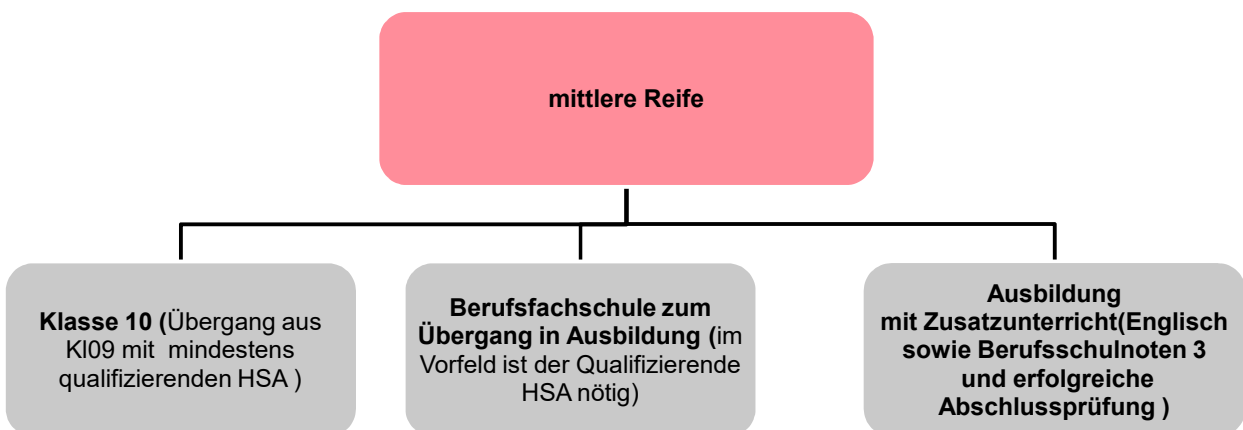 mittlere Reife
Klasse 10 (Übergang aus
Kl09 mit  mindestens
qualifizierenden HSA )
Berufsfachschule zum
Übergang in Ausbildung (im
Vorfeld ist der Qualifizierende
HSA nötig)
Ausbildung
mit Zusatzunterricht(Englisch
sowie Berufsschulnoten 3
und erfolgreiche
Abschlussprüfung )